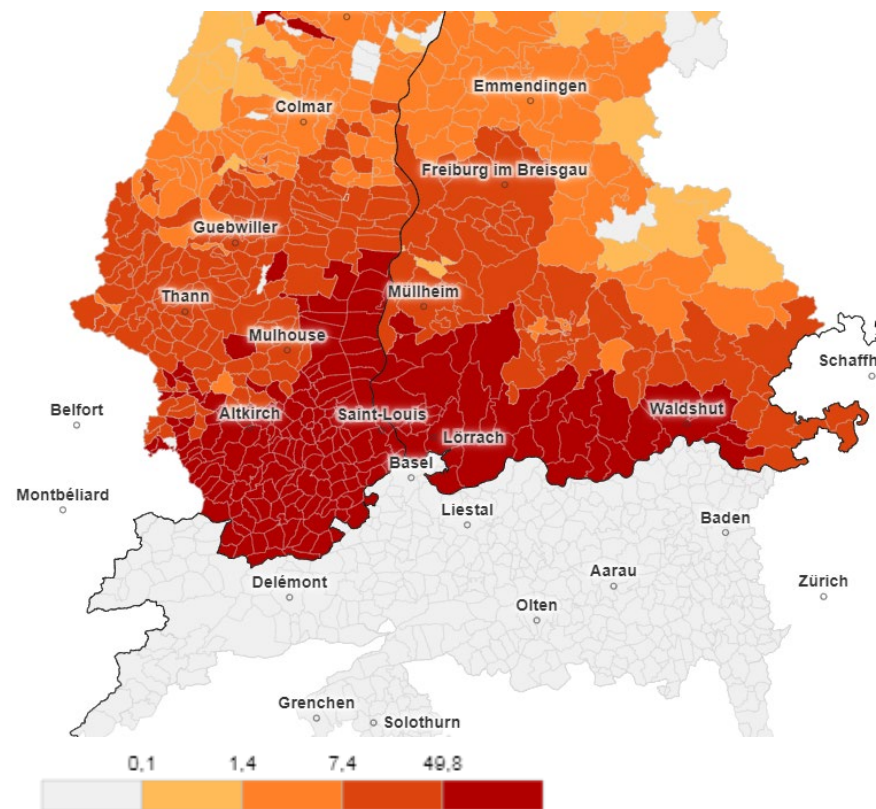 Emmendingen
Colmar
Freiburg im Breisgau
Guebwiller
Thann
Müllheim
Mulhouse
Schaffh
Belfort
Altkirch
Saint-Louis
Waldshut
Lörrach
Basel
Montbéliard
Liestal
Baden
Delémont
Aarau
Zürich
Olten
Grenchen
Solothurn
0,1 1,4 7,4 49,8